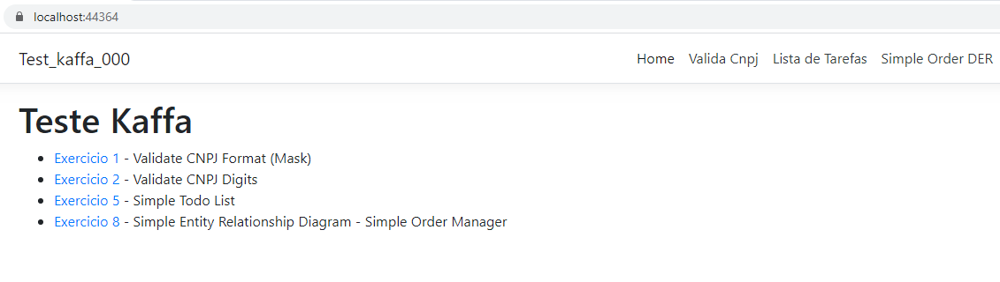 localhost:44364
Test_kaffa_000 Home Valida Cnpj Lista de Tarefas Simple Order DER
Teste Kaffa
Exercicio 1 - Validate CNPJ Format (Mask)
Exercicio 2 - Validate CNPJ Digits
Exercicio 5 - Simple Todo List
Exercicio 8 - Simple Entity Relationship Diagram - Simple Order Manager